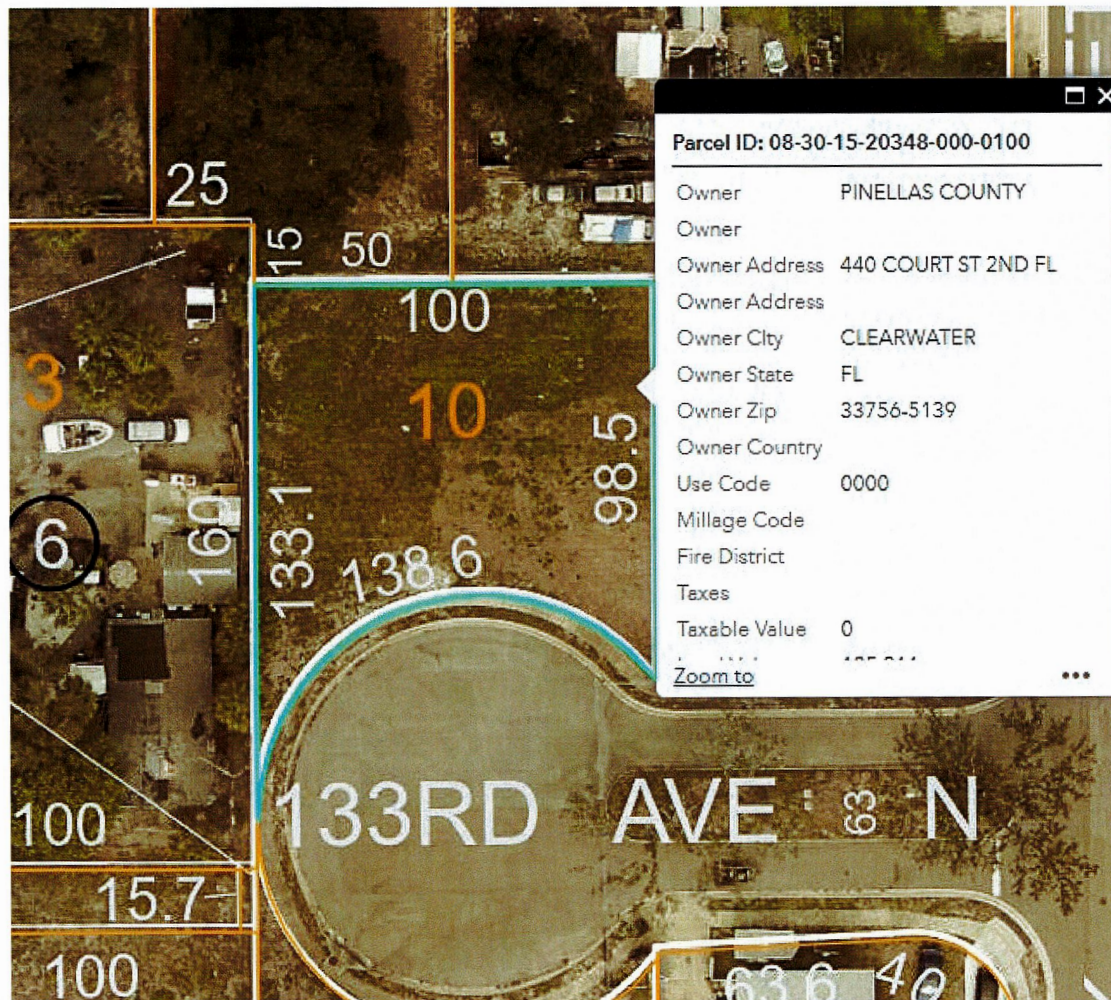 25
15
50
100
3
10
98.5
6
160
133.1
138.6
133RD AVE N
63
100
15.7
100
63.6
40
Parcel ID: 08-30-15-20348-000-0100
Owner PINELLAS COUNTY
Owner
Owner Address 440 COURT ST 2ND FL
Owner Address
Owner City CLEARWATER
Owner State FL
Owner Zip 33756-5139
Owner Country
Use Code 0000
Millage Code
Fire District
Taxes
Taxable Value 0
Zoom to